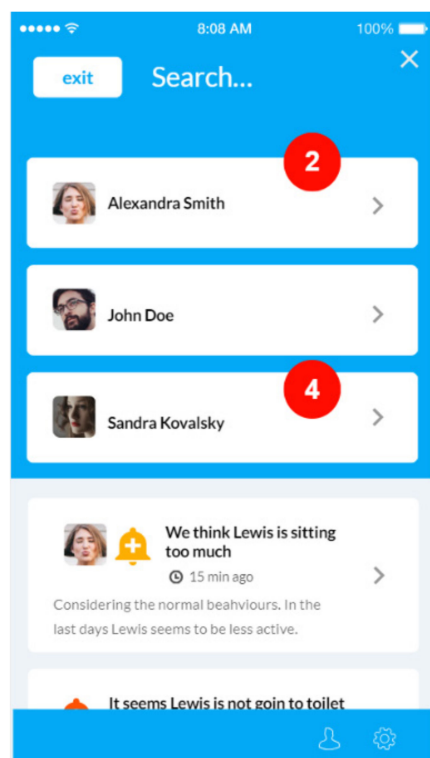 8:08 AM
100%
exit
Search...
2
Alexandra Smith
John Doe
4
Sandra Kovalsky
We think Lewis is sitting
too much
15 min ago
Considering the normal beahviours. In the
last days Lewis seems to be less active.
It seems Lewis is not goin to toilet